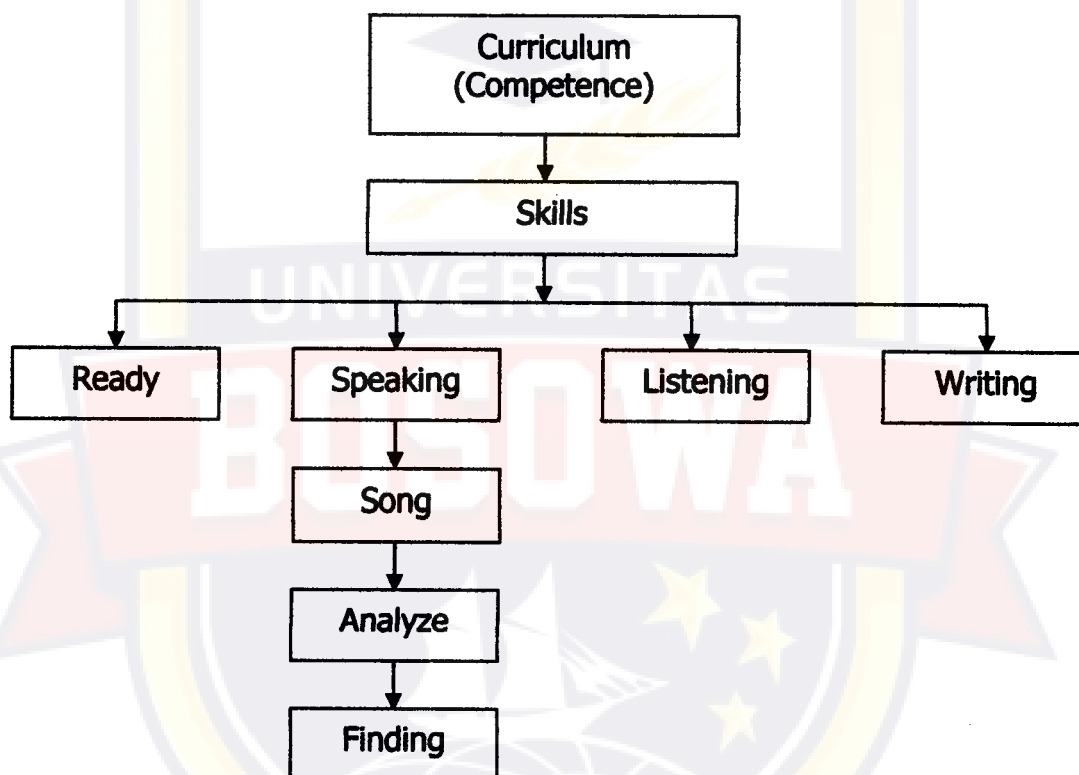 Curriculum
(Competence)
Skills
UNIVERSITAS
Ready
Speaking
Listening
Writing
BOSOWA
Song
Analyze
Finding